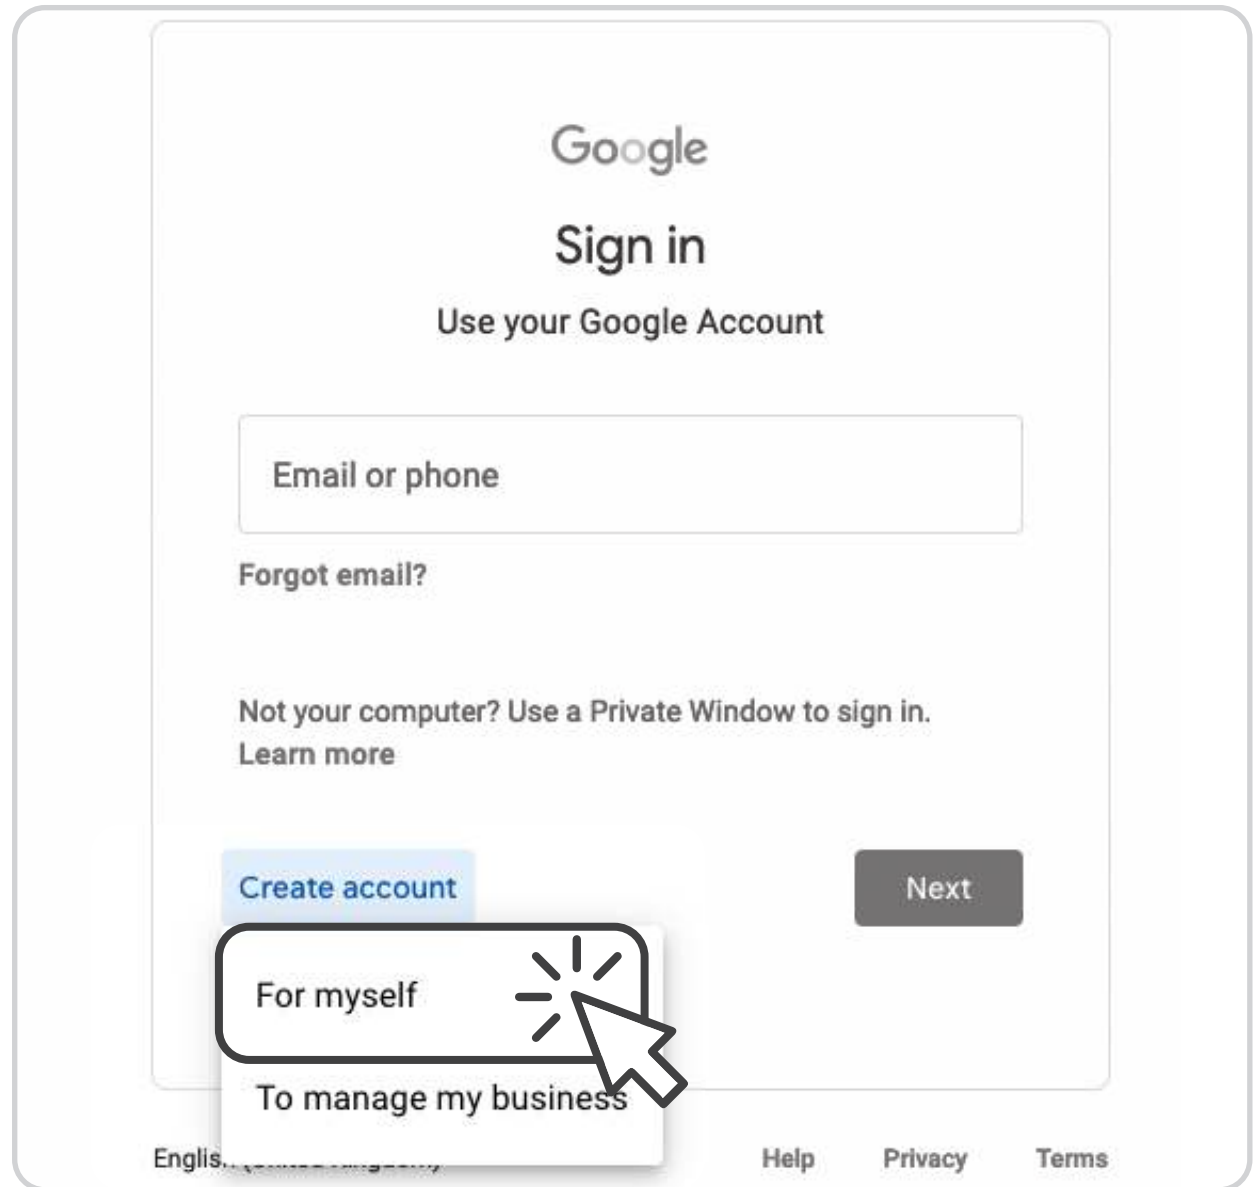 Google
Sign in
Use your Google Account
Email or phone
Forgot email?
Not your computer? Use a Private Window to sign in.
Learn more
Create account
Next
For myself
To manage my business
Help Privacy Terms